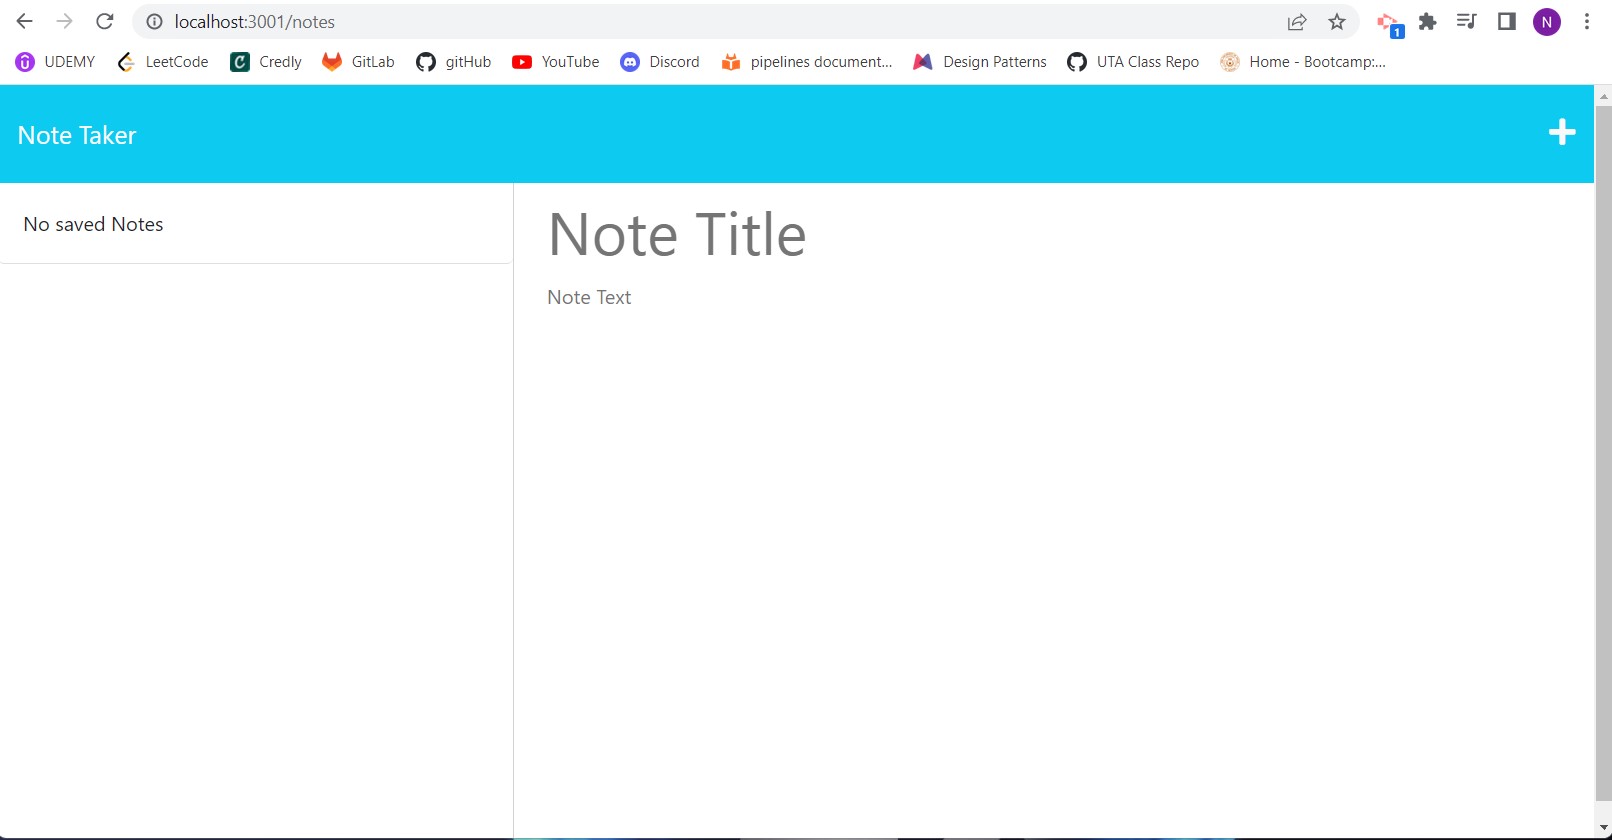 localhost:3001/notes
1
N
UDEMY LeetCode Credly GitLab gitHub YouTube Discord pipelines document... Design Patterns UTA Class Repo Home - Bootcamp:...
Note Taker
No saved Notes
Note Title
Note Text